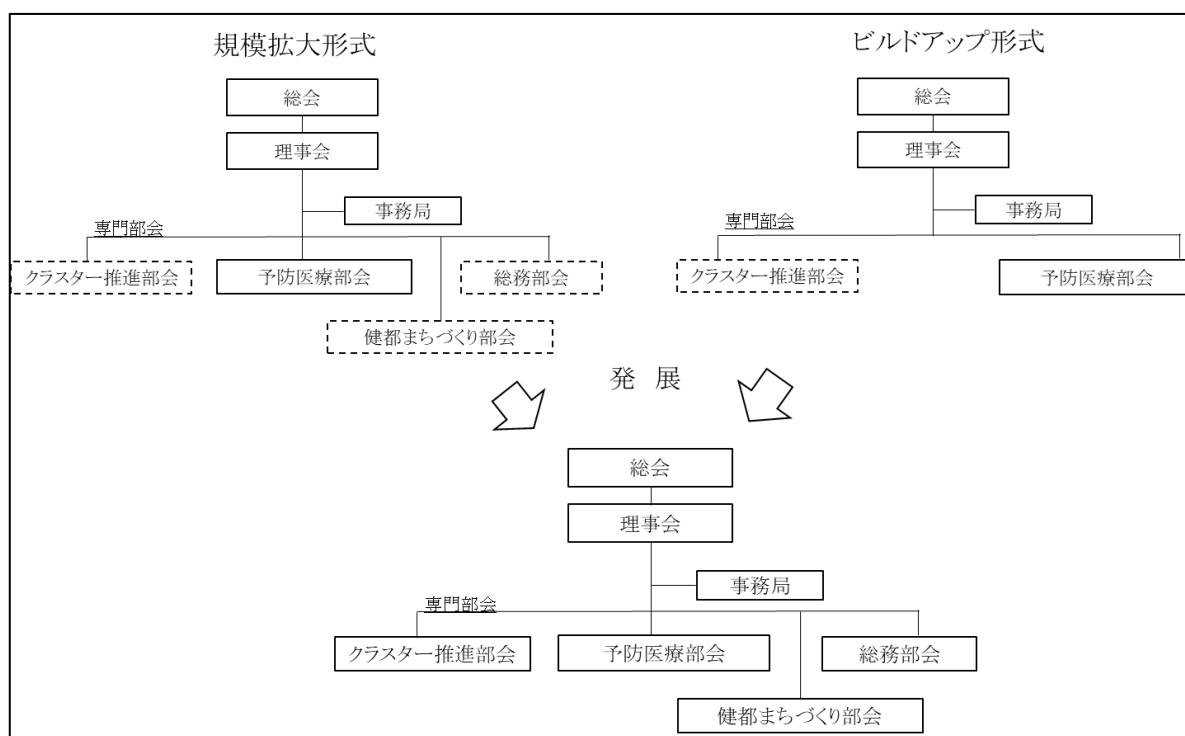 規模拡大形式
総会
理事会
事務局
専門部会
クラスター推進部会
予防医療部会
総務部会
健都まちづくり部会
ビルドアップ形式
総会
理事会
事務局
専門部会
クラスター推進部会
予防医療部会
発 展
総会
理事会
事務局
専門部会
クラスター推進部会
予防医療部会
総務部会
健都まちづくり部会